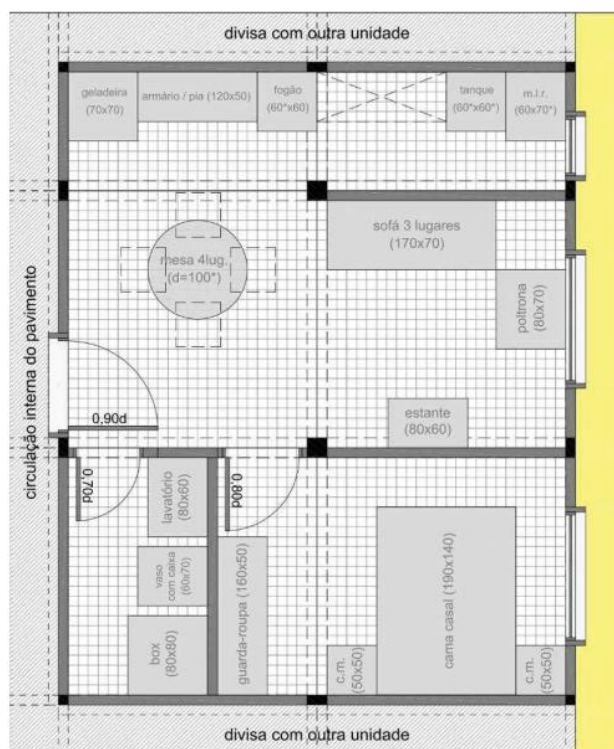 divisa com outra unidade
geladeira
(70x70)
armário / pia (120x50)
fogão
(60*x60)
tanque
(60*x60*)
m.l.r.
(60x70*)
sofá 3 lugares
(170x70)
mesa 4lug.
(d=100*)
poltrona
(80x70)
circulação interna do pavimento
0,90d
estante
(80x60)
0,70d
lavatório
(80x60)
0,80d
vaso
com caixa
(60x70)
guarda-roupa (160x50)
cama casal (190x140)
box
(80x80)
c.m.
(50x50)
c.m.
(50x50)
divisa com outra unidade